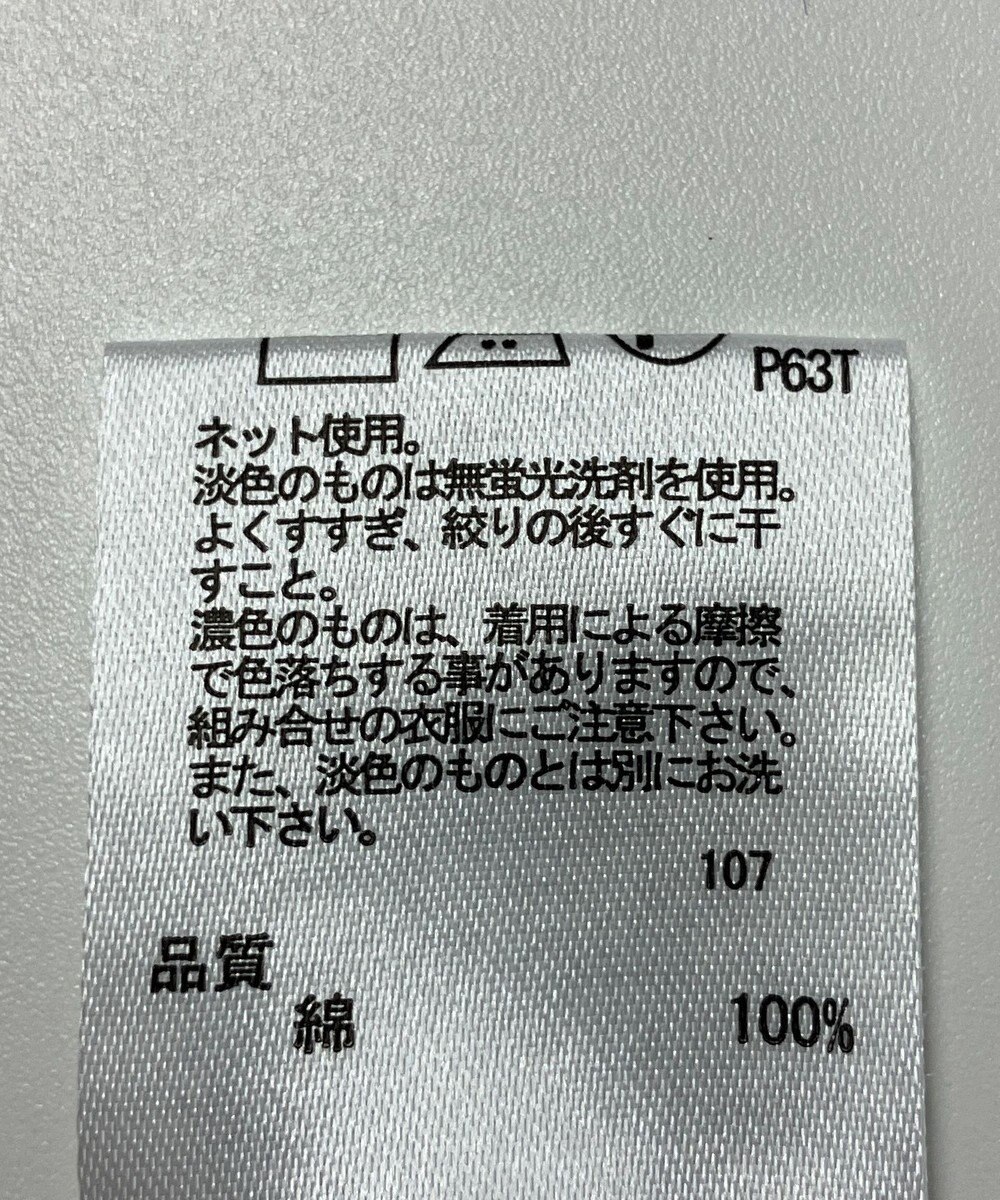 P63T
ネット使用。
淡色のものは無蛍光洗剤を使用。
よくすすぎ、絞りの後すぐに干
すこと。
濃色のものは、着用による摩擦
で色落ちする事がありますので、
組み合せの衣服にご注意下さい。
また、淡色のものとは別にお洗
い下さい。
107
品質
綿 100%